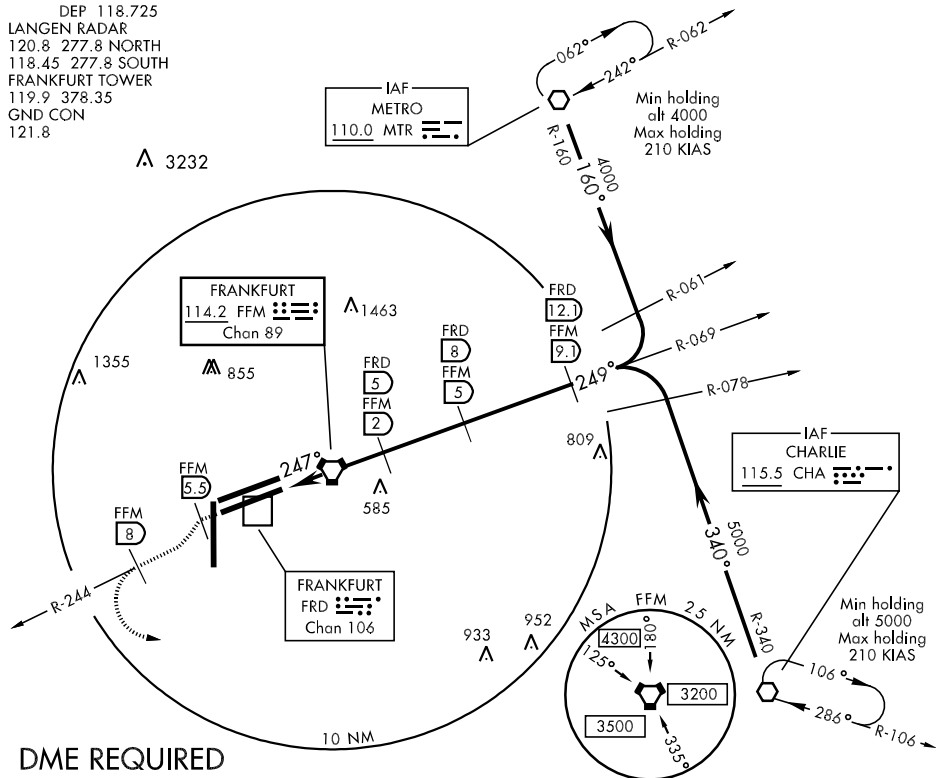 DEP 118.725
LANGEN RADAR
120.8 277.8 NORTH
118.45 277.8 SOUTH
FRANKFURT TOWER
119.9 378.35
GND CON
121.8
3232
IAF
METRO
110.0 MTR
062°
242°
R-062
Min holding
alt 4000
Max holding
210 KIAS
R-160
4000
160°
FRANKFURT
114.2 FFM
Chan 89
1463
1355
855
FRD
12.1
FFM
9.1
R-061
R-069
249°
R-078
FRD
8
FFM
5
FRD
5
FFM
2
809
585
247°
FFM
5.5
FFM
8
R-244
FRANKFURT
FRD
Chan 106
IAF
CHARLIE
115.5 CHA
5000
340°
R-340
Min holding
alt 5000
Max holding
210 KIAS
106°
286°
R-106
933
952
MSA FFM 25 NM
4300
180°
125°
3200
3500
335°
10 NM
DME REQUIRED